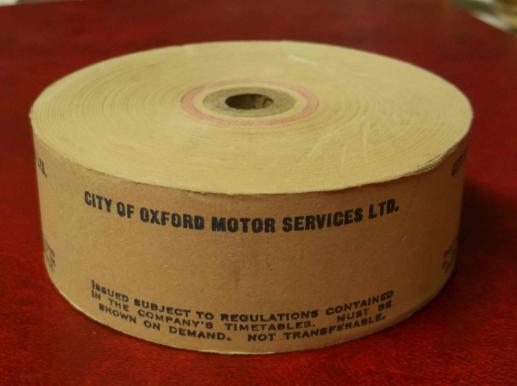 LTD.
CITY OF OXFORD MOTOR SERVICES LTD.
ISSUED SUBJECT TO REGULATIONS CONTAINED
IN THE COMPANY'S TIMETABLES. MUST BE
SHOWN ON DEMAND. NOT TRANSFERABLE.